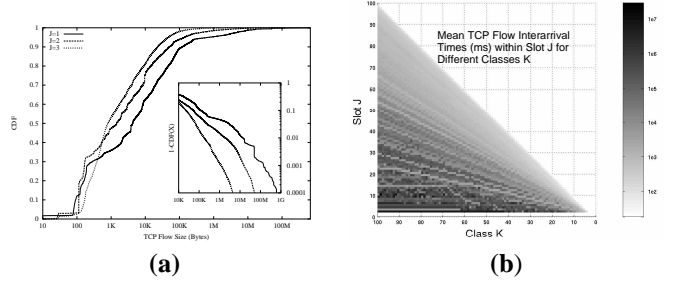 J=1
J=2
J=3
1
0.9
0.8
0.7
0.6
0.5
0.4
0.3
0.2
0.1
0
CDF
10
100
1K
10K
100K
1M
10M
100M
TCP Flow Size (Bytes)
1
0.1
0.01
0.001
0.0001
1-CDF(X)
10K
100K
1M
10M
100M
1G
(a)
Mean TCP Flow Interarrival
Times (ms) within Slot J for
Different Classes K
100
90
80
70
60
50
40
30
20
10
0
Slot J
100
90
80
70
60
50
40
30
20
10
0
Class K
1e7
1e6
1e5
1e4
1e3
1e2
(b)